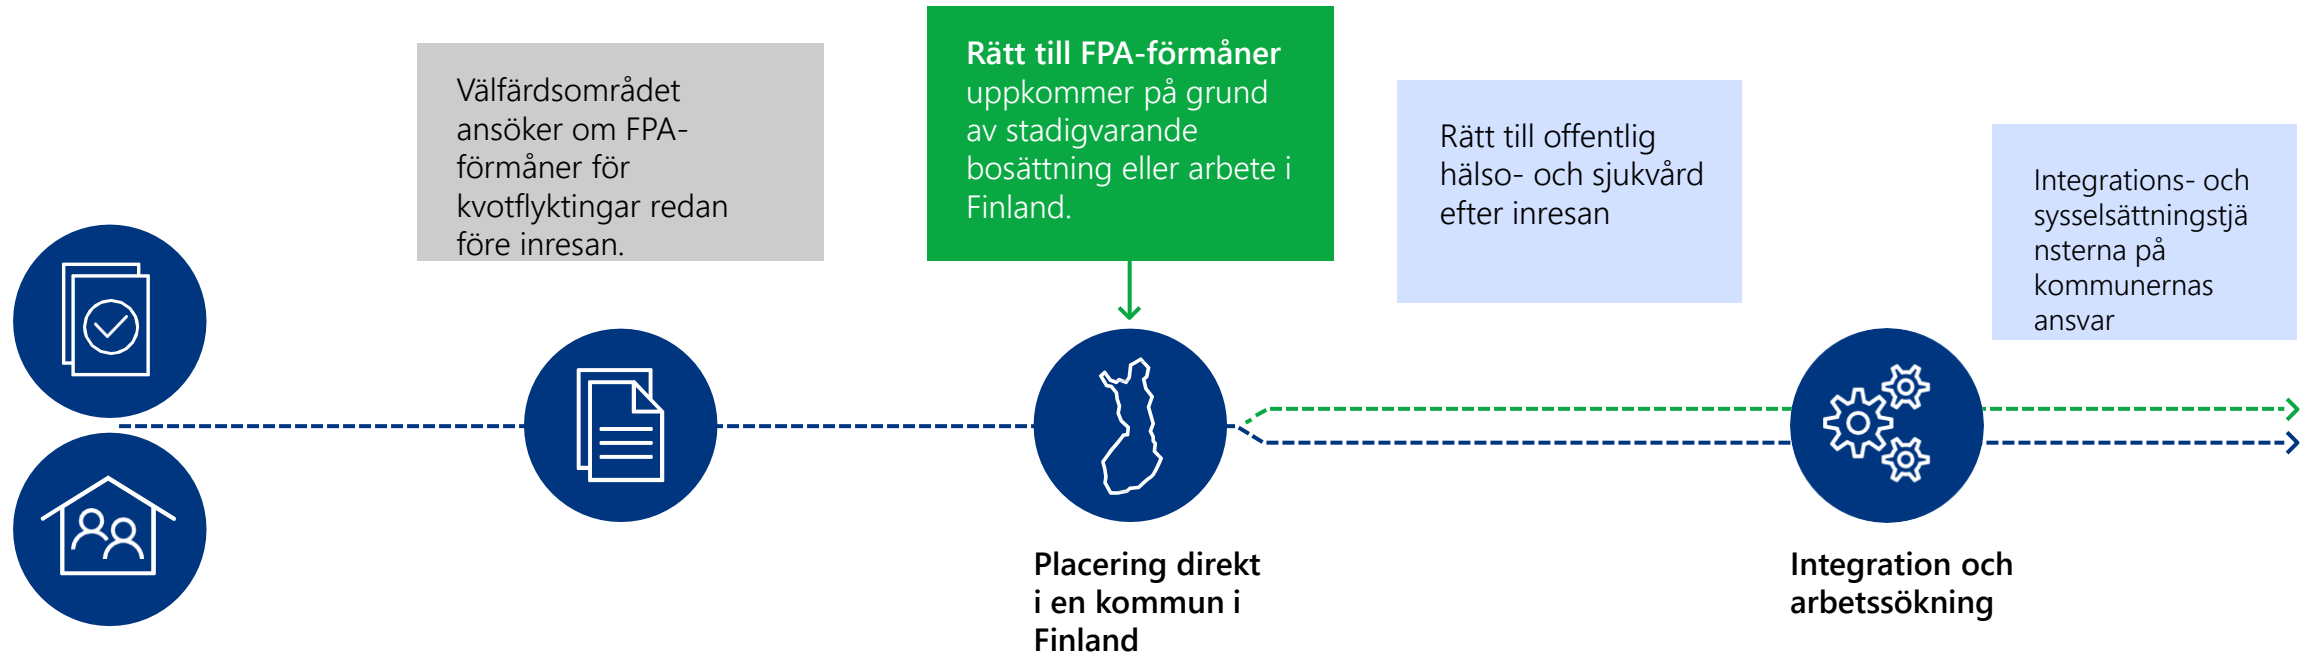 Välfärdsområdet
ansöker om FPA-
förmåner för
kvotflyktingar redan
före inresan.
Rätt till FPA-förmåner
uppkommer på grund
av stadigvarande
bosättning eller arbete i
Finland.
Rätt till offentlig
hälso- och sjukvård
efter inresan
Integrations- och
sysselsättningstjä
nsterna på
kommunernas
ansvar
Placering direkt
i en kommun i
Finland
Integration och
arbetssökning